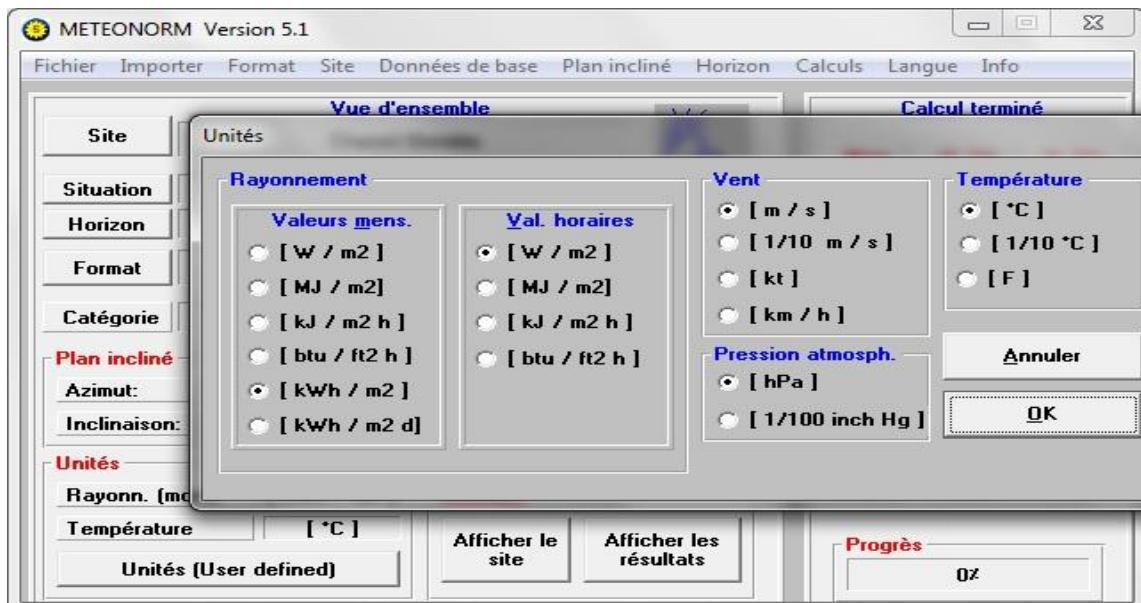 METEONORM Version 5.1
Fichier Importer Format Site Données de base Plan incliné Horizon Calculs Langue Info
Vue d'ensemble
Calcul terminé
Site
Situation
Horizon
Format
Catégorie
Plan incliné
Azimut:
Inclinaison:
Unités
Rayonn. (mo
Température [ °C ]
Unités (User defined)
Unités
Rayonnement
Valeurs mens.
[ W / m2 ]
[ MJ / m2]
[ kJ / m2 h ]
[ btu / ft2 h ]
[ kWh / m2 ]
[ kWh / m2 d]
Val. horaires
[ W / m2 ]
[ MJ / m2]
[ kJ / m2 h ]
[ btu / ft2 h ]
Vent
[ m / s ]
[ 1/10 m / s ]
[ kt ]
[ km / h ]
Pression atmosph.
[ hPa ]
[ 1/100 inch Hg ]
Température
[ °C ]
[ 1/10 °C ]
[ F ]
Annuler
OK
Afficher le
site
Afficher les
résultats
Progrès
0%